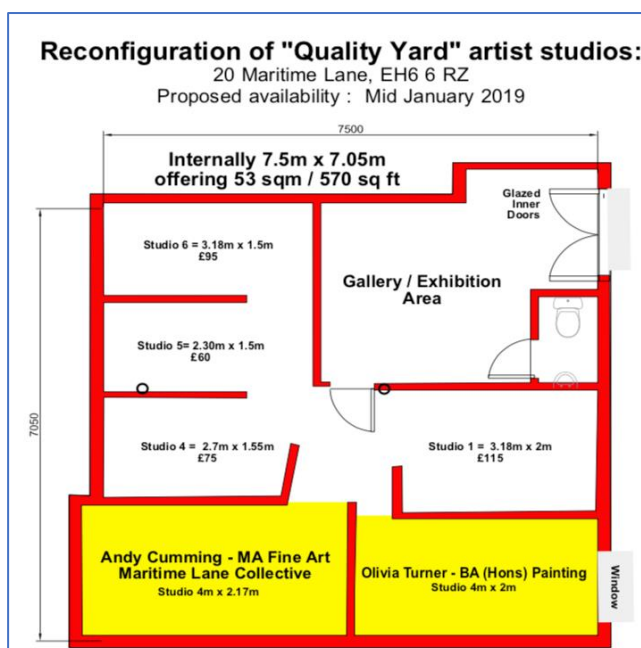 Reconfiguration of "Quality Yard" artist studios:
20 Maritime Lane, EH6 6 RZ
Proposed availability : Mid January 2019
7500
Internally 7.5m x 7.05m
offering 53 sqm / 570 sq ft
Glazed
Inner
Doors
Studio 6 = 3.18m x 1.5m
£95
Gallery / Exhibition
Area
Studio 5= 2.30m x 1.5m
£60
7050
Studio 4 = 2.7m x 1.55m
£75
Studio 1 = 3.18m x 2m
£115
Andy Cumming - MA Fine Art
Maritime Lane Collective
Studio 4m x 2.17m
Olivia Turner - BA (Hons) Painting
Studio 4m x 2m
Window